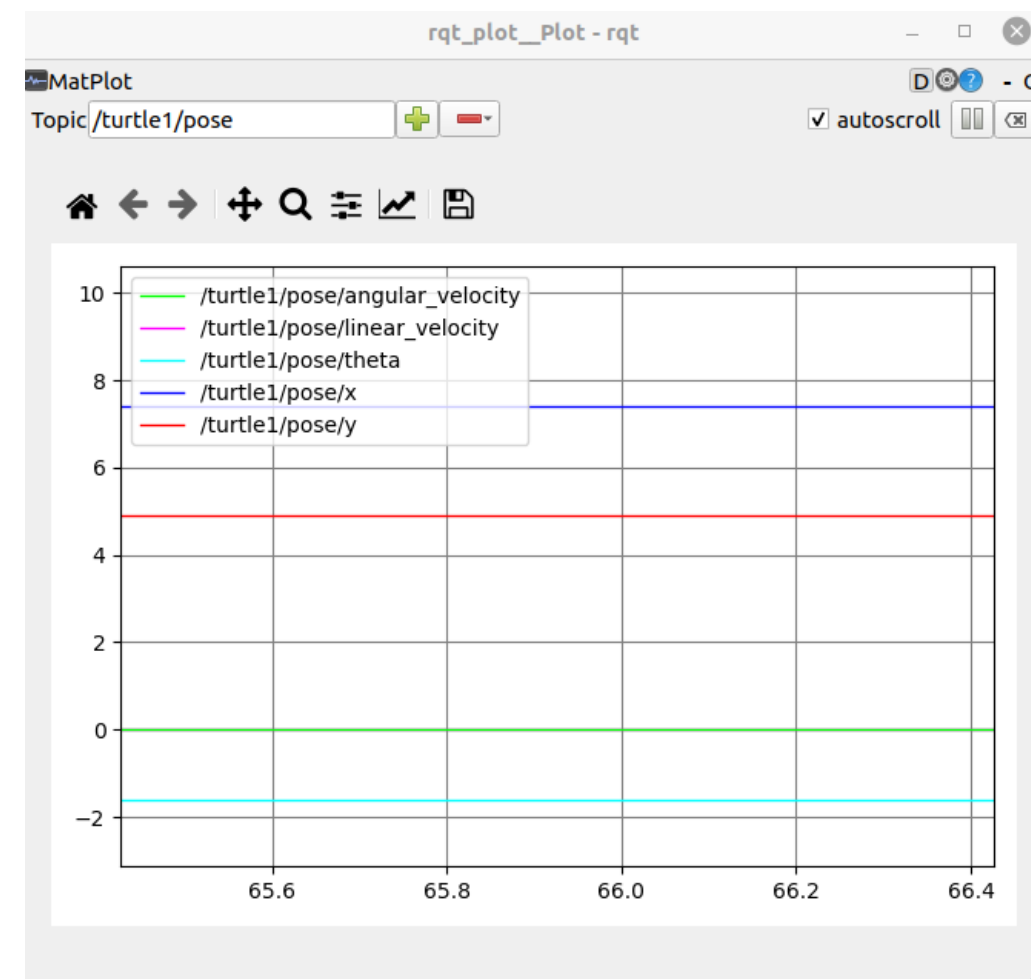 rqt_plot__Plot - rqt
MatPlot
D
? -
Topic /turtle1/pose
autoscroll
/turtle1/pose/angular_velocity
/turtle1/pose/linear_velocity
/turtle1/pose/theta
/turtle1/pose/x
/turtle1/pose/y
10
8
6
4
2
0
−2
65.6 65.8 66.0 66.2 66.4